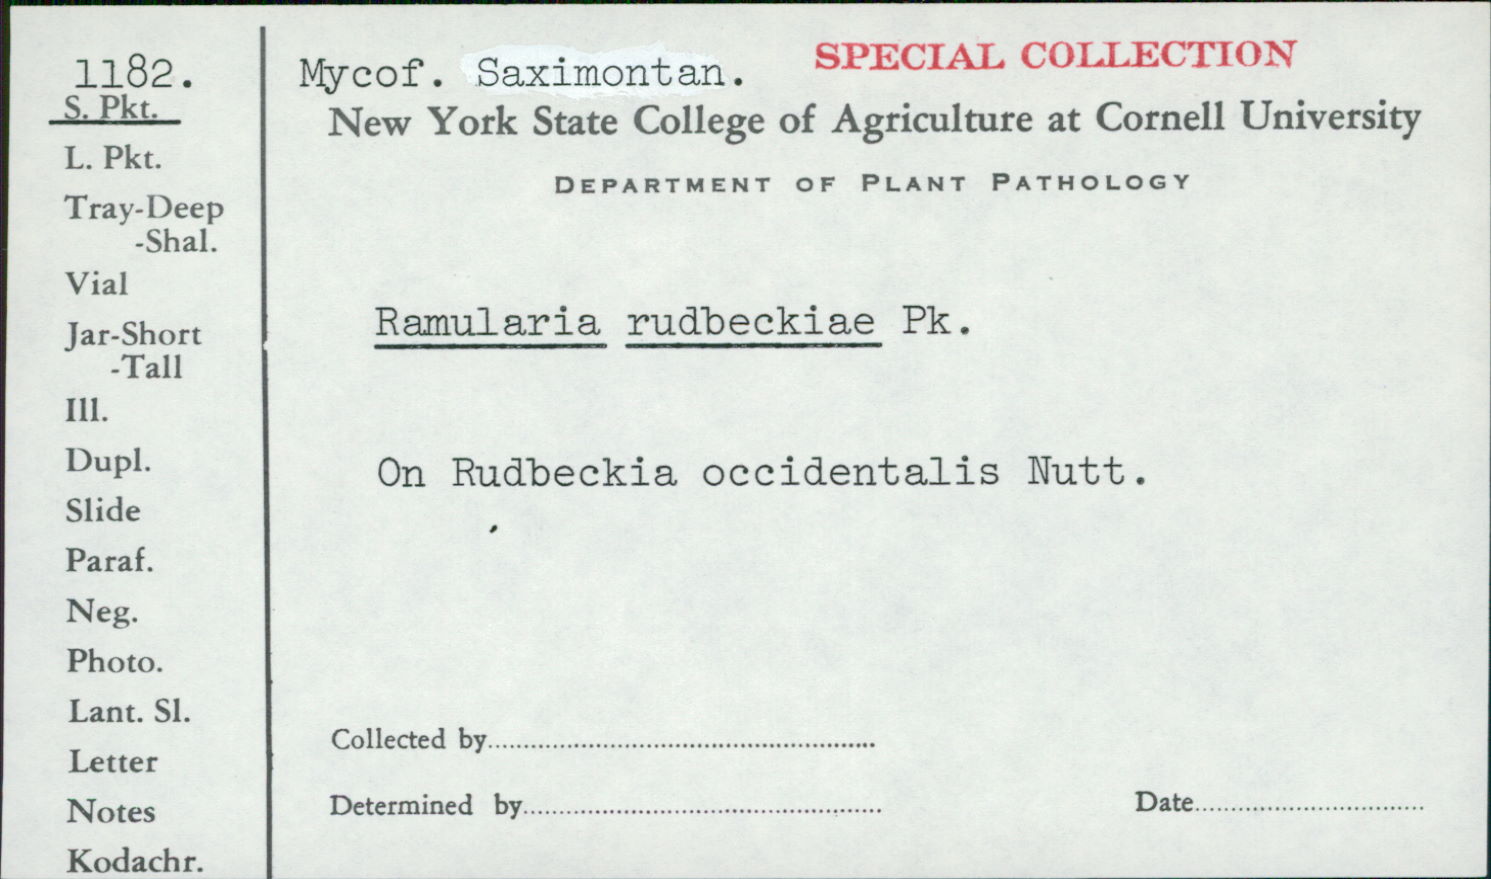 1182.
S. Pkt.
L. Pkt.
Tray-Deep
-Shal.
Vial
Jar-Short
-Tall
Ill.
Dupl.
Slide
Paraf.
Neg.
Photo.
Lant. Sl.
Letter
Notes
Kodachr.
Mycof. Saximontan. SPECIAL COLLECTION
New York State College of Agriculture at Cornell University
DEPARTMENT OF PLANT PATHOLOGY
Ramularia rudbeckiae Pk.
On Rudbeckia occidentalis Nutt.
Collected by
Determined by Date